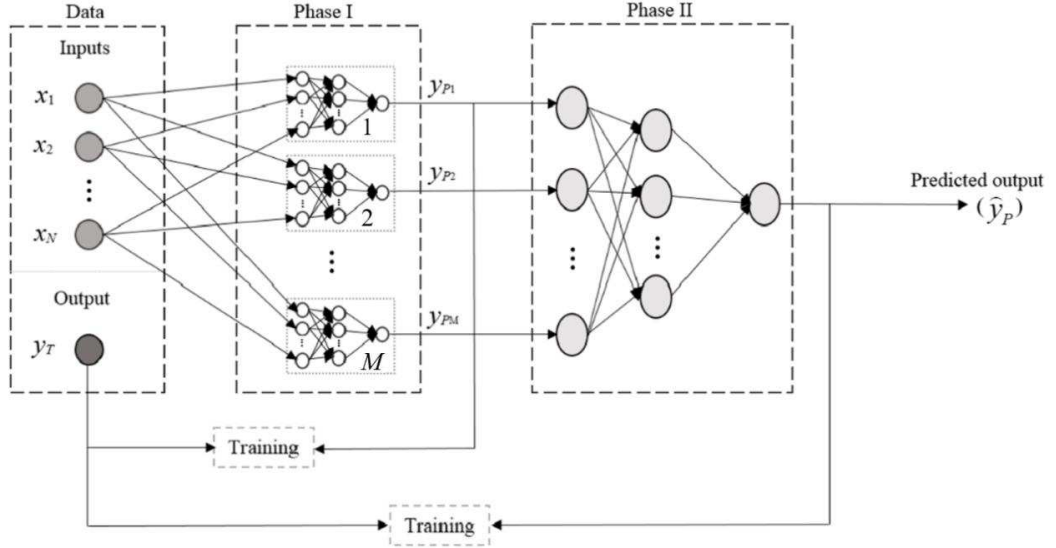 Data
Phase I
Phase II
Inputs
x1
x2
xN
Output
yT
1
2
M
yP1
yP2
yPM
Predicted output
(ŷP)
Training
Training